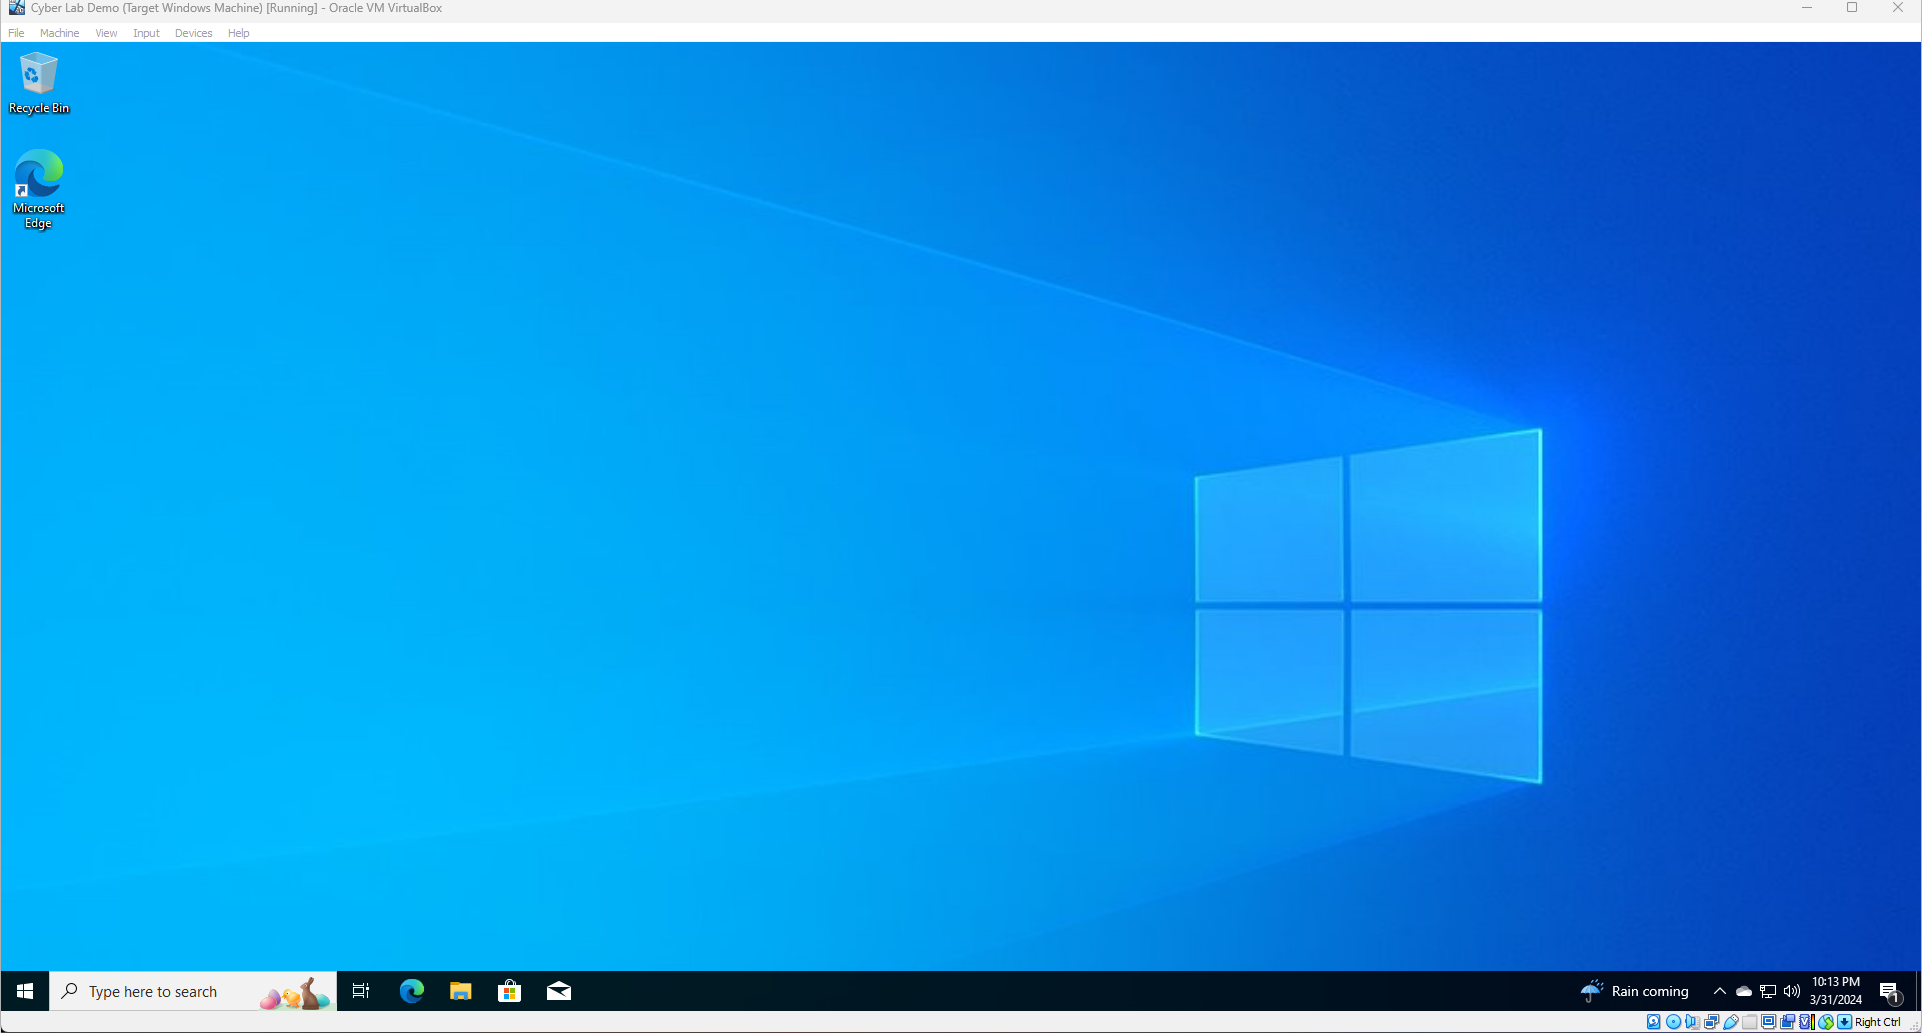 Cyber Lab Demo (Target Windows Machine) [Running] - Oracle VM VirtualBox
File Machine View Input Devices Help
Recycle Bin
Microsoft
Edge
Type here to search
Rain coming
10:13 PM
3/31/2024
1
Right Ctrl